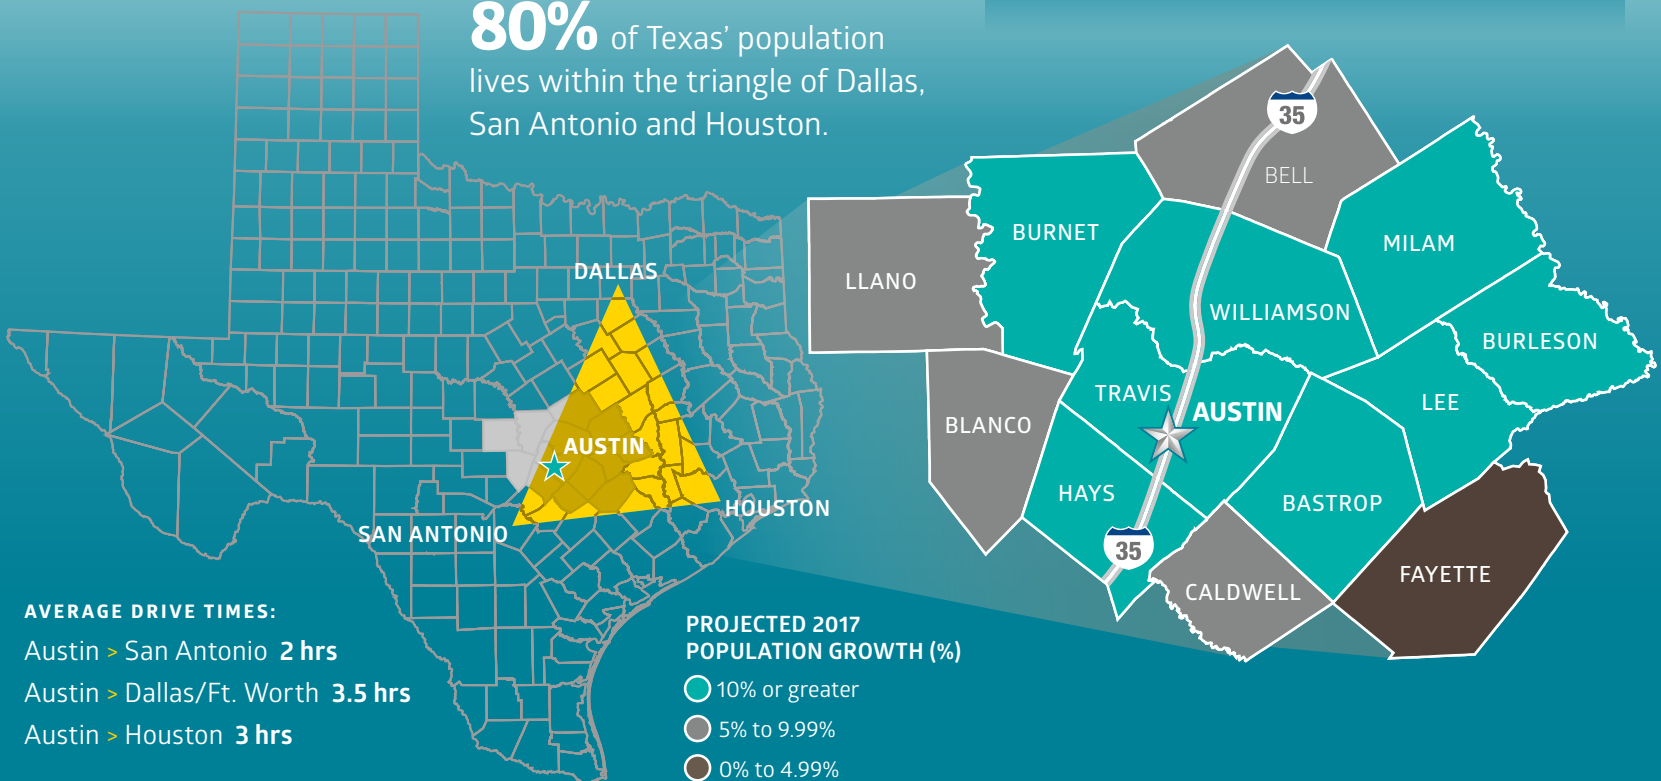 80% of Texas' population
lives within the triangle of Dallas,
San Antonio and Houston.
DALLAS
AUSTIN
HOUSTON
SAN ANTONIO
35
BELL
BURNET
MILAM
LLANO
WILLIAMSON
BURLESON
TRAVIS
AUSTIN
LEE
BLANCO
HAYS
BASTROP
35
FAYETTE
CALDWELL
AVERAGE DRIVE TIMES:
Austin > San Antonio 2 hrs
Austin > Dallas/Ft. Worth 3.5 hrs
Austin > Houston 3 hrs
PROJECTED 2017
POPULATION GROWTH (%)
10% or greater
5% to 9.99%
0% to 4.99%